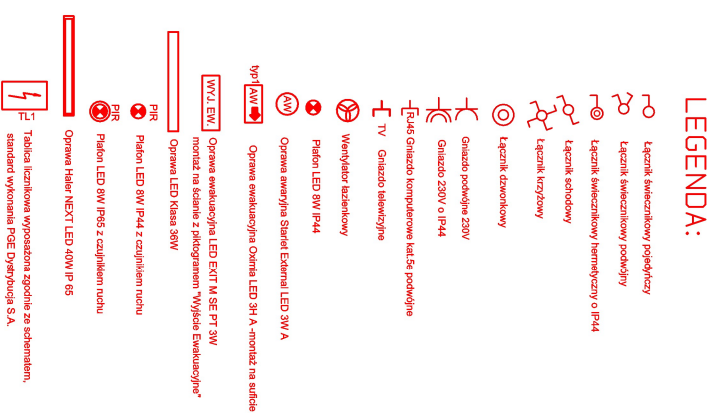 LEGENDA:
Łącznik świecznikowy pojedyńczy
Łącznik świecznikowy podwójny
Łącznik świecznikowy hermetyczny o IP44
Łącznik schodowy
Łącznik krzyżowy
Łącznik dzwonkowy
Gniazdo podwójne 230V
Gniazdo 230V o IP44
RJ45 Gniazdo komputerowe kat.5e podwójne
TV Gniazdo telewizyjne
Wentylator łazienkowy
Plafon LED 8W IP44
AW Oprawa awaryjna Starlet External LED 3W A
typ1 AW Oprawa ewakuacyjna Oximia LED 3H A -montaż na suficie
WYJ. EW. Oprawa ewakuacyjna LED EXIT M SE PT 3W
montaż na ścianie z piktogramem "Wyjście Ewakuacyjne"
Oprawa LED Klasa 36W
PIR Plafon LED 8W IP44 z czujnikiem ruchu
PIR Plafon LED 8W IP65 z czujnikiem ruchu
Oprawa Haler NEXT LED 40W IP 65
TL1 Tablica licznikowa wyposażona zgodnie ze schematem,
standard wykonania PGE Dystrybucja S.A.